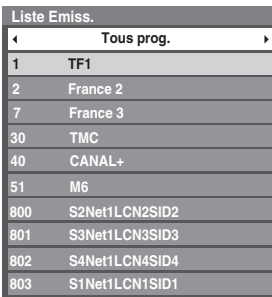 Liste Emiss.
Tous prog.
1 TF1
2 France 2
7 France 3
30 TMC
40 CANAL+
51 M6
800 S2Net1LCN2SID2
801 S3Net1LCN3SID3
802 S4Net1LCN4SID4
803 S1Net1LCN1SID1